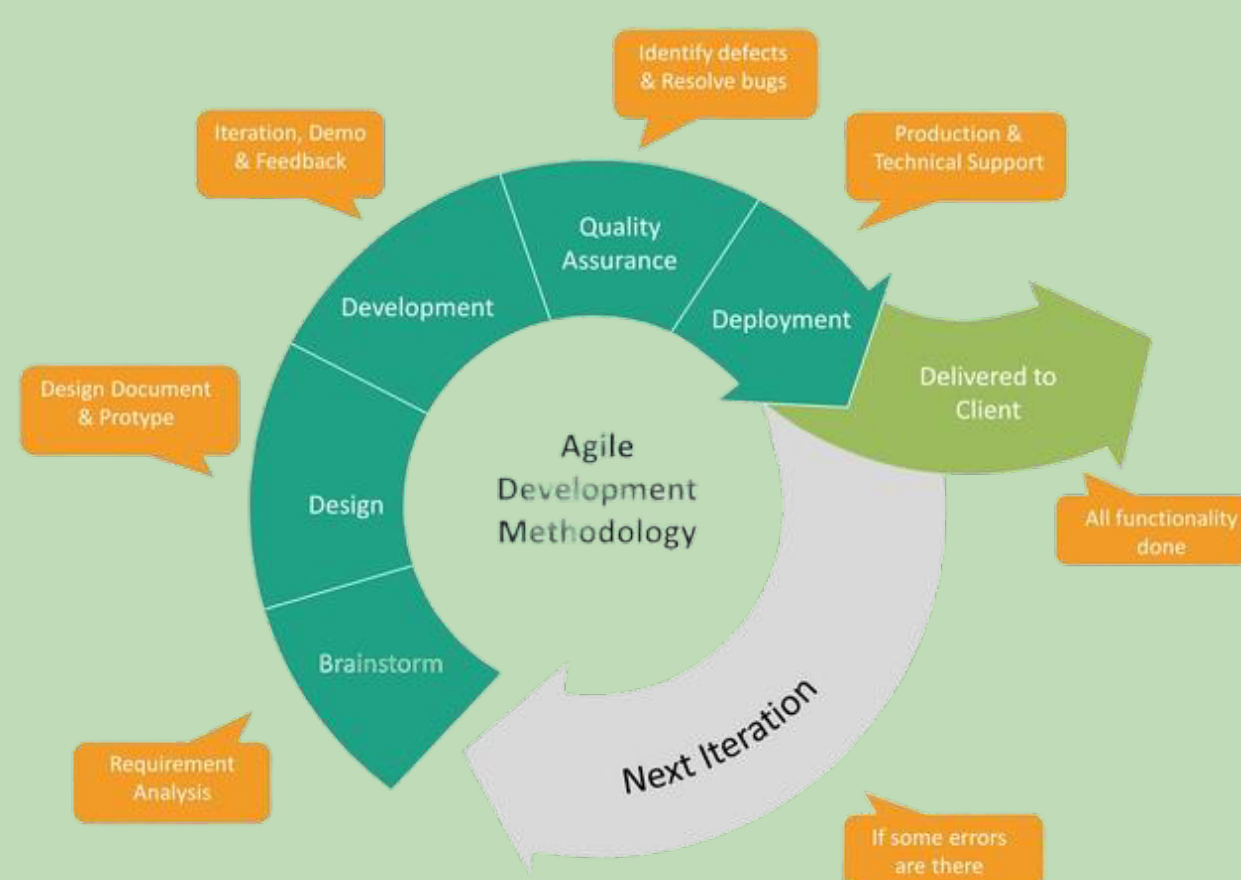 Identify defects
& Resolve bugs
Iteration, Demo
& Feedback
Production &
Technical Support
Quality
Assurance
Development
Deployment
Delivered to
Client
Design Document
& Protype
Agile
Development
Methodology
Design
All functionality
done
Brainstorm
Next Iteration
Requirement
Analysis
If some errors
are there